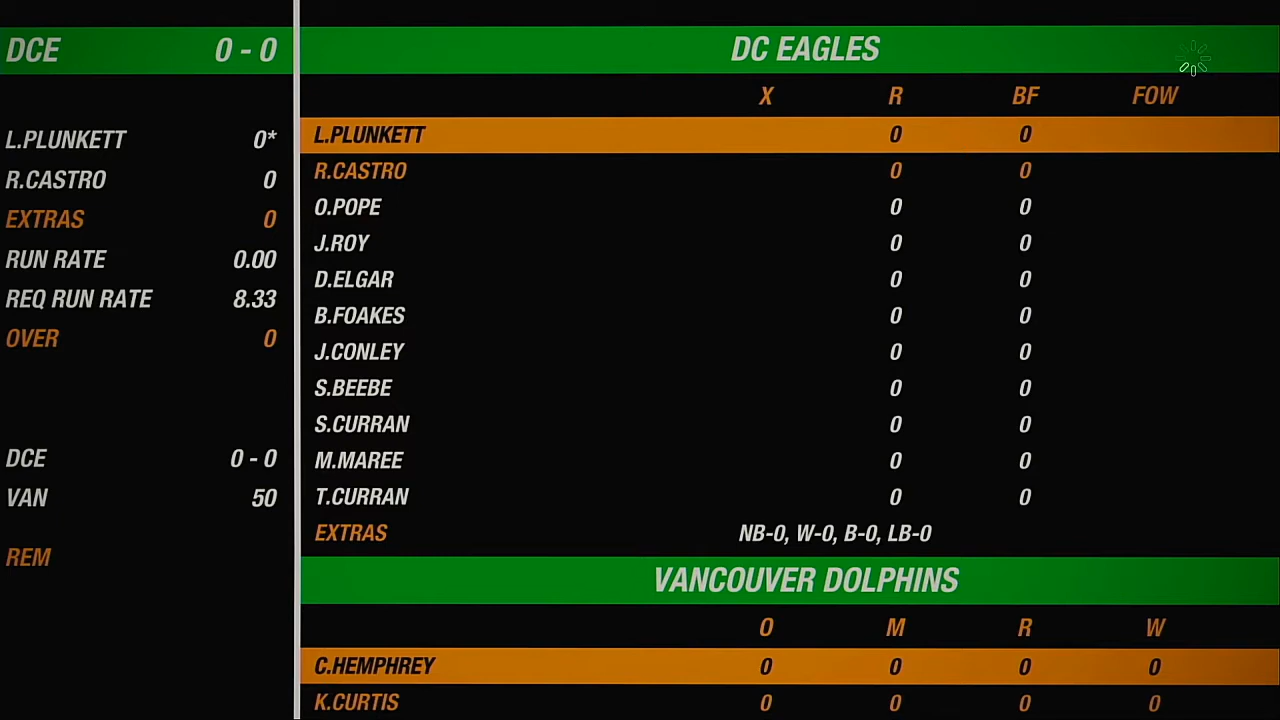 DCE 0 - 0
L.PLUNKETT 0*
R.CASTRO 0
EXTRAS 0
RUN RATE 0.00
REQ RUN RATE 8.33
OVER 0
DCE 0 - 0
VAN 50
REM
DC EAGLES
X R BF FOW
L.PLUNKETT 0 0
R.CASTRO 0 0
O.POPE 0 0
J.ROY 0 0
D.ELGAR 0 0
B.FOAKES 0 0
J.CONLEY 0 0
S.BEEBE 0 0
S.CURRAN 0 0
M.MAREE 0 0
T.CURRAN 0 0
EXTRAS NB-0, W-0, B-0, LB-0
VANCOUVER DOLPHINS
O M R W
C.HEMPHREY 0 0 0 0
K.CURTIS 0 0 0 0